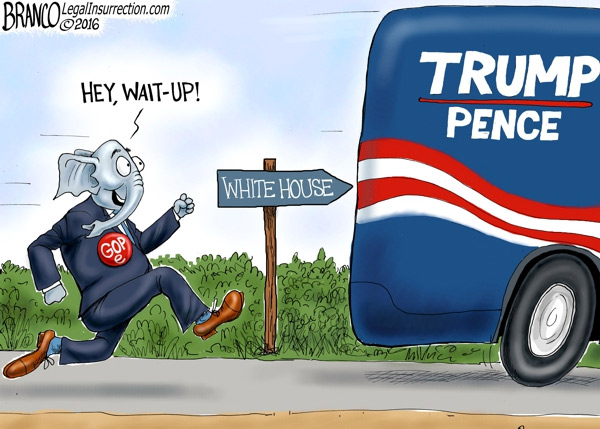 BRANCO LegalInsurrection.com
©2016
HEY, WAIT-UP!
WHITE HOUSE
GOP
e
TRUMP
PENCE